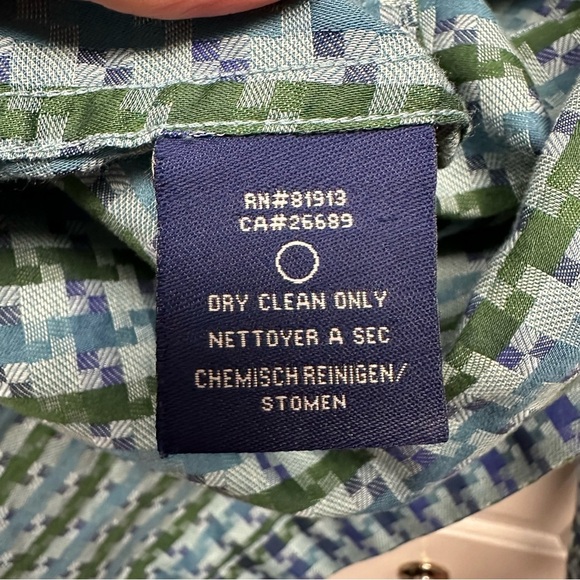 RN#81913
CA#26689
DRY CLEAN ONLY
NETTOYER A SEC
CHEMISCH REINIGEN/
STOMEN